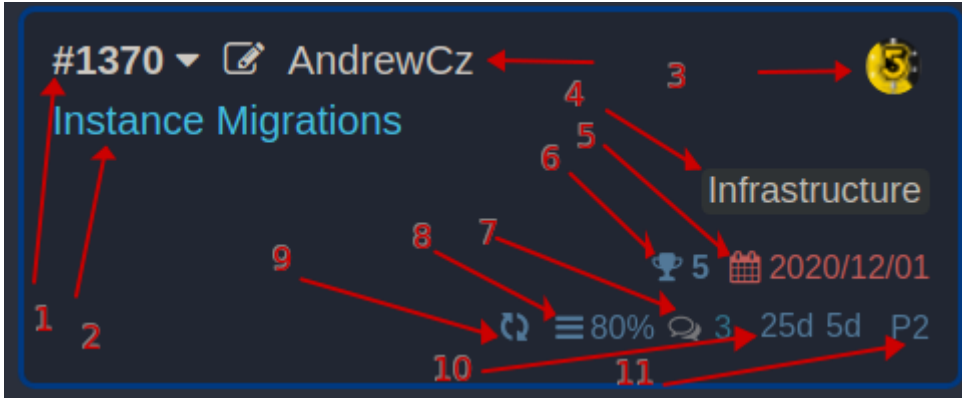 #1370 AndrewCz 3 5
4
Instance Migrations
5
6
Infrastructure
9 8 7
5 2020/12/01
1
2
80% 3 25d 5d P2
10 11